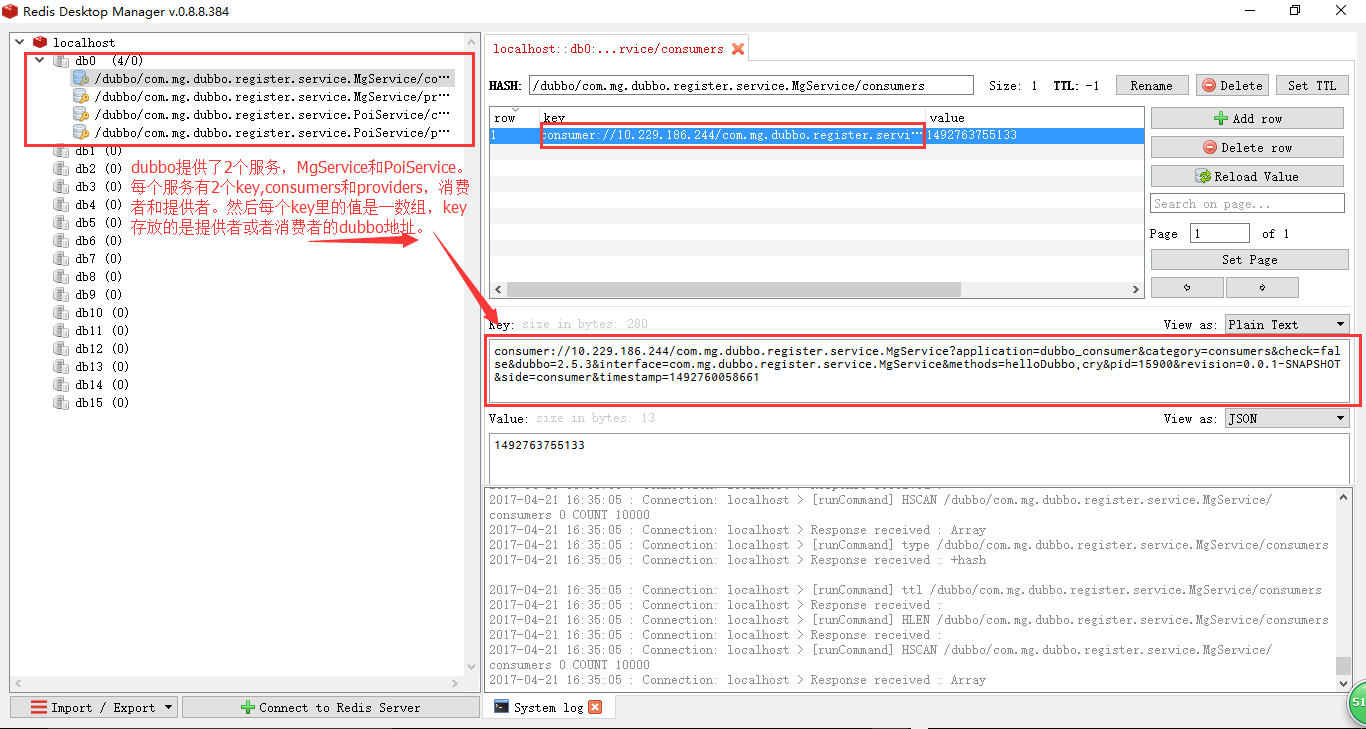 Redis Desktop Manager v.0.8.8.384
localhost
db0 (4/0)
/dubbo/com.mg.dubbo.register.service.MgService/co…
/dubbo/com.mg.dubbo.register.service.MgService/pr…
/dubbo/com.mg.dubbo.register.service.PoiService/c…
/dubbo/com.mg.dubbo.register.service.PoiService/p…
db1 (0)
db2 (0)
db3 (0)
db4 (0)
db5 (0)
db6 (0)
db7 (0)
db8 (0)
db9 (0)
db10 (0)
db11 (0)
db12 (0)
db13 (0)
db14 (0)
db15 (0)
dubbo提供了2个服务，MgService和PoiService。
每个服务有2个key,consumers和providers，消费
者和提供者。然后每个key里的值是一数组，key
存放的是提供者或者消费者的dubbo地址。
Import / Export
Connect to Redis Server
localhost::db0:...rvice/consumers
HASH: /dubbo/com.mg.dubbo.register.service.MgService/consumers Size: 1 TTL: -1 Rename Delete Set TTL
row key value
1 consumer://10.229.186.244/com.mg.dubbo.register.servi… 1492763755133
Add row
Delete row
Reload Value
Search on page...
Page 1 of 1
Set Page
Key: size in bytes: 280 View as: Plain Text
consumer://10.229.186.244/com.mg.dubbo.register.service.MgService?application=dubbo_consumer&category=consumers&check=fal
se&dubbo=2.5.3&interface=com.mg.dubbo.register.service.MgService&methods=helloDubbo,cry&pid=15900&revision=0.0.1-SNAPSHOT
&side=consumer&timestamp=1492760058661
Value: size in bytes: 13 View as: JSON
1492763755133
2017-04-21 16:35:05 : Connection: localhost > [runCommand] HSCAN /dubbo/com.mg.dubbo.register.service.MgService/
consumers 0 COUNT 10000
2017-04-21 16:35:05 : Connection: localhost > Response received : Array
2017-04-21 16:35:05 : Connection: localhost > [runCommand] type /dubbo/com.mg.dubbo.register.service.MgService/consumers
2017-04-21 16:35:05 : Connection: localhost > Response received : +hash
2017-04-21 16:35:05 : Connection: localhost > [runCommand] ttl /dubbo/com.mg.dubbo.register.service.MgService/consumers
2017-04-21 16:35:05 : Connection: localhost > Response received :
2017-04-21 16:35:05 : Connection: localhost > [runCommand] HLEN /dubbo/com.mg.dubbo.register.service.MgService/consumers
2017-04-21 16:35:05 : Connection: localhost > Response received :
2017-04-21 16:35:05 : Connection: localhost > [runCommand] HSCAN /dubbo/com.mg.dubbo.register.service.MgService/
consumers 0 COUNT 10000
2017-04-21 16:35:05 : Connection: localhost > Response received : Array
System log
51